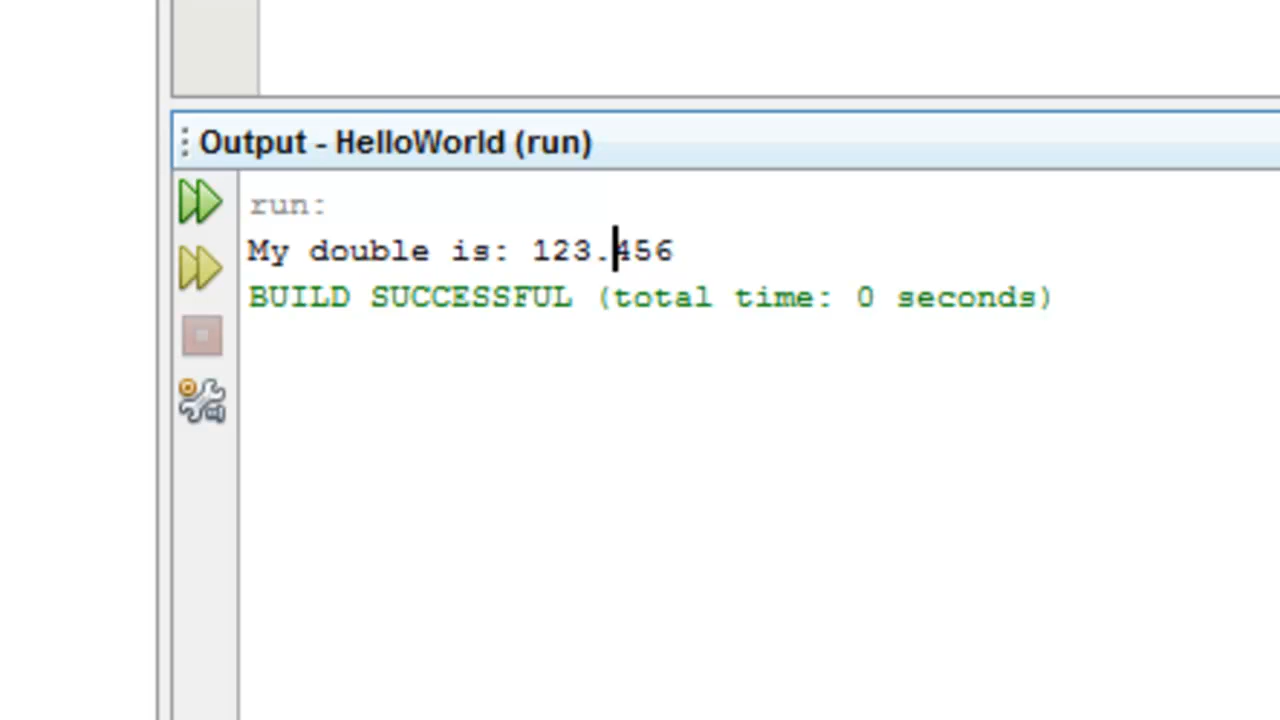 Output - HelloWorld (run)
run:
My double is: 123.456
BUILD SUCCESSFUL (total time: 0 seconds)